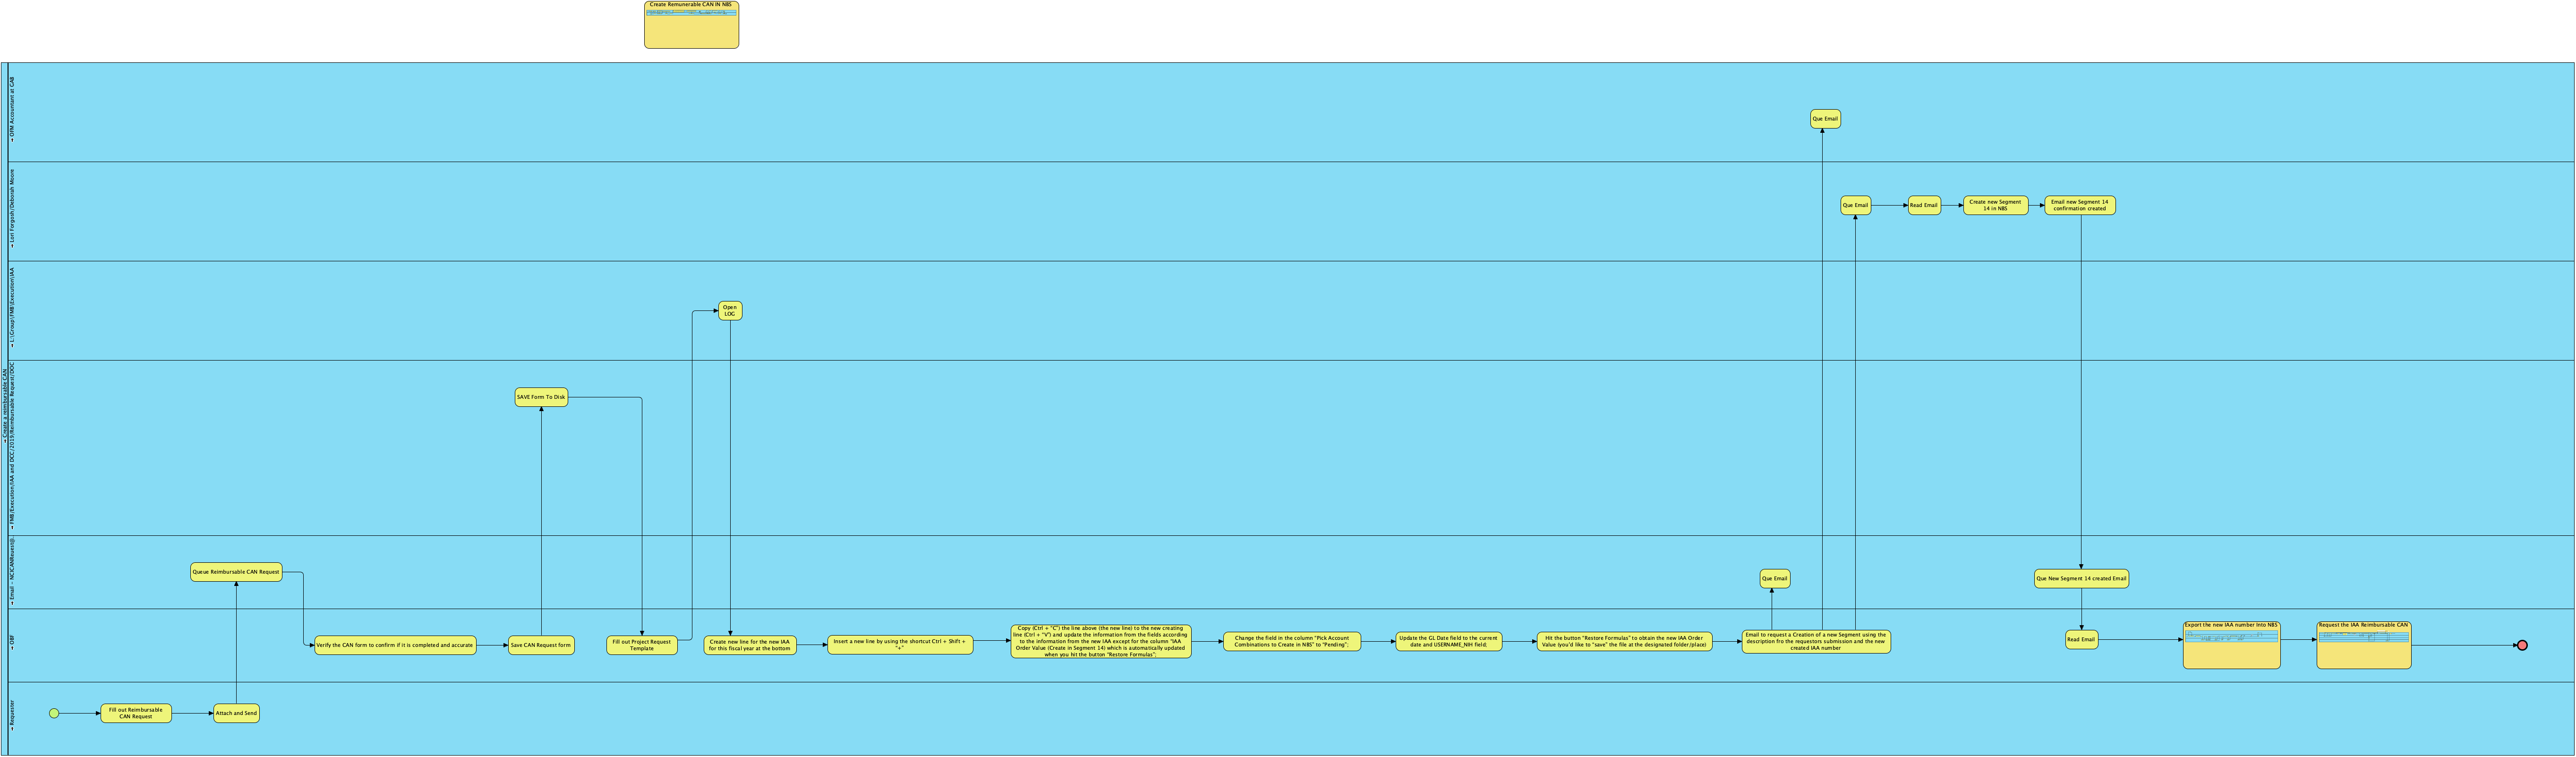 Create Remunerable CAN IN NBS
Create a reimbursable CAN
OFM Accountant at GAB
Que Email
Lori Forgosh/Deborah Moore
Que Email
Read Email
Create new Segment
14 in NBS
Email new Segment 14
confirmation created
L:\Group\FMB\Execution\IAA
Open
LOG
FMB/Execution/IAA and DCC/2019/Reimbursable Request/DOC
SAVE Form To Disk
Queue Reimbursable CAN Request
Que Email
Que New Segment 14 created Email
OBF
Verify the CAN form to confirm if it is completed and accurate
Save CAN Request form
Fill out Project Request
Template
Create new line for the new IAA
for this fiscal year at the bottom
Insert a new line by using the shortcut Ctrl + Shift +
"+"
Copy (Ctrl + "C") the line above (the new line) to the new creating
line (Ctrl + "V") and update the information from the fields according
to the information from the new IAA except for the column "IAA
Order Value (Create in Segment 14) which is automatically updated
when you hit the button "Restore Formulas";
Change the field in the column "Pick Account
Combinations to Create in NBS" to "Pending";
Update the GL Date field to the current
date and USERNAME_NIH field;
Hit the button "Restore Formulas" to obtain the new IAA Order
Value (you'd like to "save" the file at the designated folder/place)
Email to request a Creation of a new Segment using the
description fro the requestors submission and the new
created IAA number
Read Email
Export the new IAA number Into NBS
Request the IAA Reimbursable CAN
Requester
Fill out Reimbursable
CAN Request
Attach and Send